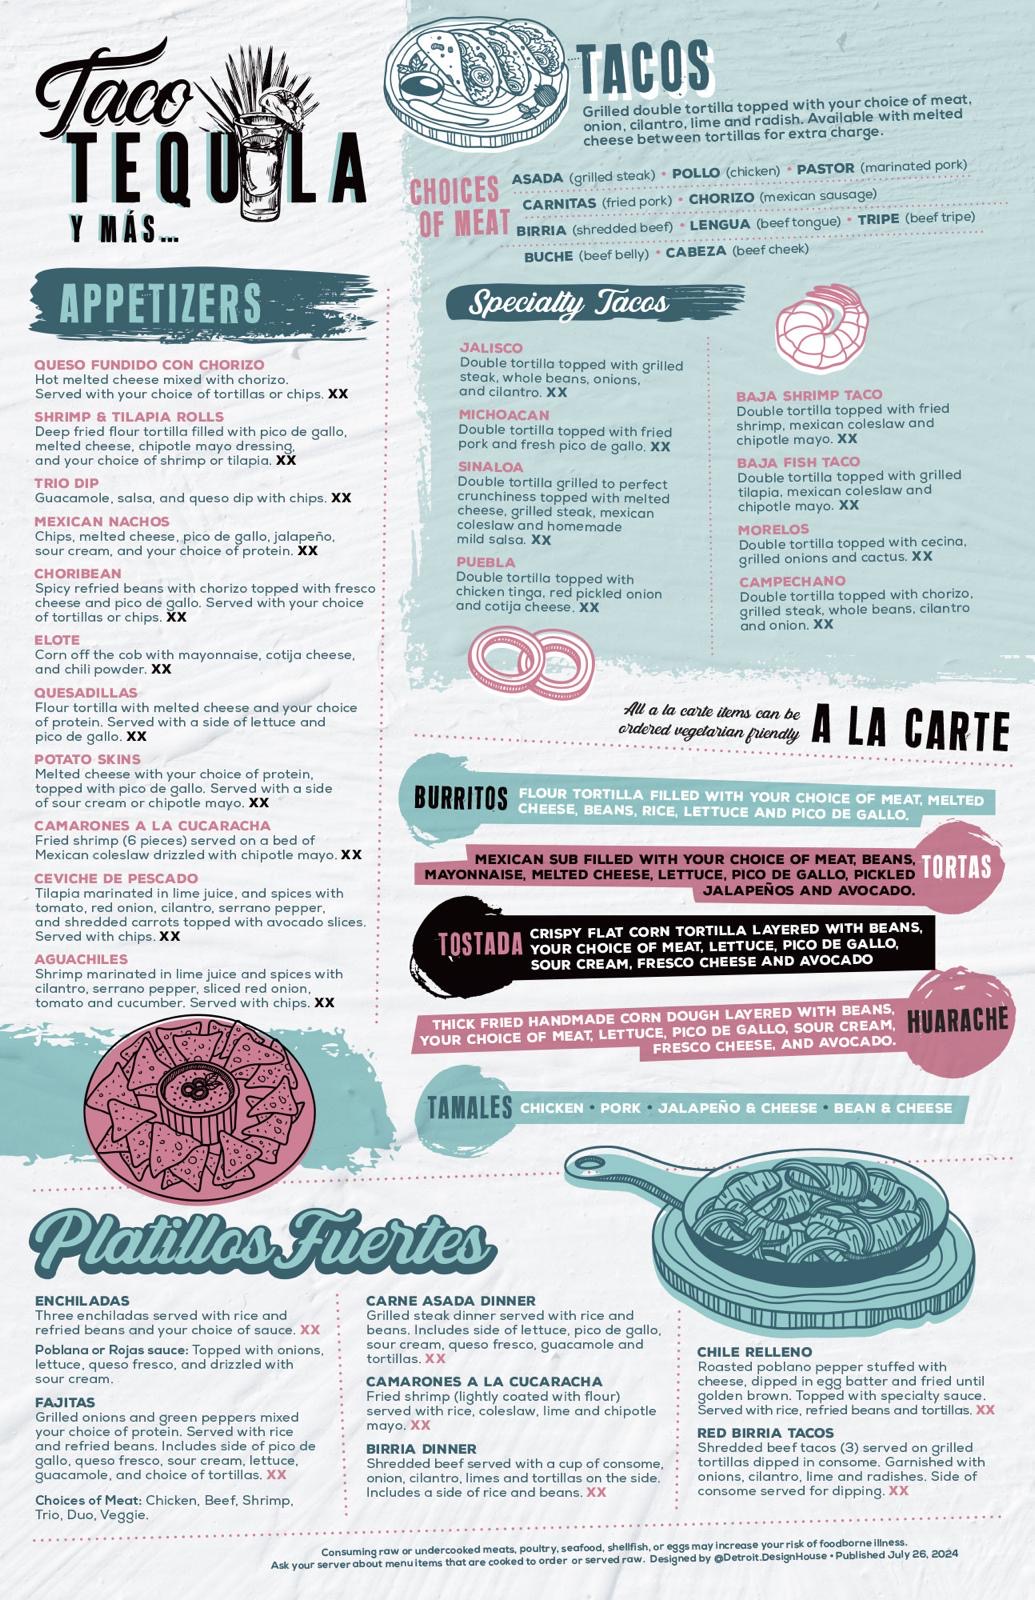 Taco
TEQUILA
Y MÁS...
APPETIZERS
QUESO FUNDIDO CON CHORIZO
Hot melted cheese mixed with chorizo.
Served with your choice of tortillas or chips. XX
SHRIMP & TILAPIA ROLLS
Deep fried flour tortilla filled with pico de gallo,
melted cheese, chipotle mayo dressing,
and your choice of shrimp or tilapia. XX
TRIO DIP
Guacamole, salsa, and queso dip with chips. XX
MEXICAN NACHOS
Chips, melted cheese, pico de gallo, jalapeño,
sour cream, and your choice of protein. XX
CHORIBEAN
Spicy refried beans with chorizo topped with fresco
cheese and pico de gallo. Served with your choice
of tortillas or chips. XX
ELOTE
Corn off the cob with mayonnaise, cotija cheese,
and chili powder. XX
QUESADILLAS
Flour tortilla with melted cheese and your choice
of protein. Served with a side of lettuce and
pico de gallo. XX
POTATO SKINS
Melted cheese with your choice of protein,
topped with pico de gallo. Served with a side
of sour cream or chipotle mayo. XX
CAMARONES A LA CUCARACHA
Fried shrimp (6 pieces) served on a bed of
Mexican coleslaw drizzled with chipotle mayo. XX
CEVICHE DE PESCADO
Tilapia marinated in lime juice, and spices with
tomato, red onion, cilantro, serrano pepper,
and shredded carrots topped with avocado slices.
Served with chips. XX
AGUACHILES
Shrimp marinated in lime juice and spices with
cilantro, serrano pepper, sliced red onion,
tomato and cucumber. Served with chips. XX
TACOS
Grilled double tortilla topped with your choice of meat,
onion, cilantro, lime and radish. Available with melted
cheese between tortillas for extra charge.
CHOICES
OF MEAT
ASADA (grilled steak) • POLLO (chicken) • PASTOR (marinated pork)
CARNITAS (fried pork) • CHORIZO (mexican sausage)
BIRRIA (shredded beef) • LENGUA (beef tongue) • TRIPE (beef tripe)
BUCHE (beef belly) • CABEZA (beef cheek)
Specialty Tacos
JALISCO
Double tortilla topped with grilled
steak, whole beans, onions,
and cilantro. XX
MICHOACAN
Double tortilla topped with fried
pork and fresh pico de gallo. XX
SINALOA
Double tortilla grilled to perfect
crunchiness topped with melted
cheese, grilled steak, mexican
coleslaw and homemade
mild salsa. XX
PUEBLA
Double tortilla topped with
chicken tinga, red pickled onion
and cotija cheese. XX
BAJA SHRIMP TACO
Double tortilla topped with fried
shrimp, mexican coleslaw and
chipotle mayo. XX
BAJA FISH TACO
Double tortilla topped with grilled
tilapia, mexican coleslaw and
chipotle mayo. XX
MORELOS
Double tortilla topped with cecina,
grilled onions and cactus. XX
CAMPECHANO
Double tortilla topped with chorizo,
grilled steak, whole beans, cilantro
and onion. XX
All a la carte items can be
ordered vegetarian friendly
A LA CARTE
BURRITOS
FLOUR TORTILLA FILLED WITH YOUR CHOICE OF MEAT, MELTED
CHEESE, BEANS, RICE, LETTUCE AND PICO DE GALLO.
MEXICAN SUB FILLED WITH YOUR CHOICE OF MEAT, BEANS,
MAYONNAISE, MELTED CHEESE, LETTUCE, PICO DE GALLO, PICKLED
JALAPEÑOS AND AVOCADO.
TORTAS
TOSTADA
CRISPY FLAT CORN TORTILLA LAYERED WITH BEANS,
YOUR CHOICE OF MEAT, LETTUCE, PICO DE GALLO,
SOUR CREAM, FRESCO CHEESE AND AVOCADO
THICK FRIED HANDMADE CORN DOUGH LAYERED WITH BEANS,
YOUR CHOICE OF MEAT, LETTUCE, PICO DE GALLO, SOUR CREAM,
FRESCO CHEESE, AND AVOCADO.
HUARACHE
TAMALES
CHICKEN • PORK • JALAPEÑO & CHEESE • BEAN & CHEESE
Platillos Fuertes
ENCHILADAS
Three enchiladas served with rice and
refried beans and your choice of sauce. XX
Poblana or Rojas sauce: Topped with onions,
lettuce, queso fresco, and drizzled with
sour cream.
FAJITAS
Grilled onions and green peppers mixed
your choice of protein. Served with rice
and refried beans. Includes side of pico de
gallo, queso fresco, sour cream, lettuce,
guacamole, and choice of tortillas. XX
Choices of Meat: Chicken, Beef, Shrimp,
Trio, Duo, Veggie.
CARNE ASADA DINNER
Grilled steak dinner served with rice and
beans. Includes side of lettuce, pico de gallo,
sour cream, queso fresco, guacamole and
tortillas. XX
CAMARONES A LA CUCARACHA
Fried shrimp (lightly coated with flour)
served with rice, coleslaw, lime and chipotle
mayo. XX
BIRRIA DINNER
Shredded beef served with a cup of consome,
onion, cilantro, limes and tortillas on the side.
Includes a side of rice and beans. XX
CHILE RELLENO
Roasted poblano pepper stuffed with
cheese, dipped in egg batter and fried until
golden brown. Topped with specialty sauce.
Served with rice, refried beans and tortillas. XX
RED BIRRIA TACOS
Shredded beef tacos (3) served on grilled
tortillas dipped in consome. Garnished with
onions, cilantro, lime and radishes. Side of
consome served for dipping. XX
Consuming raw or undercooked meats, poultry, seafood, shellfish, or eggs may increase your risk of foodborne illness.
Ask your server about menu items that are cooked to order or served raw. Designed by @Detroit.DesignHouse • Published July 26, 2024